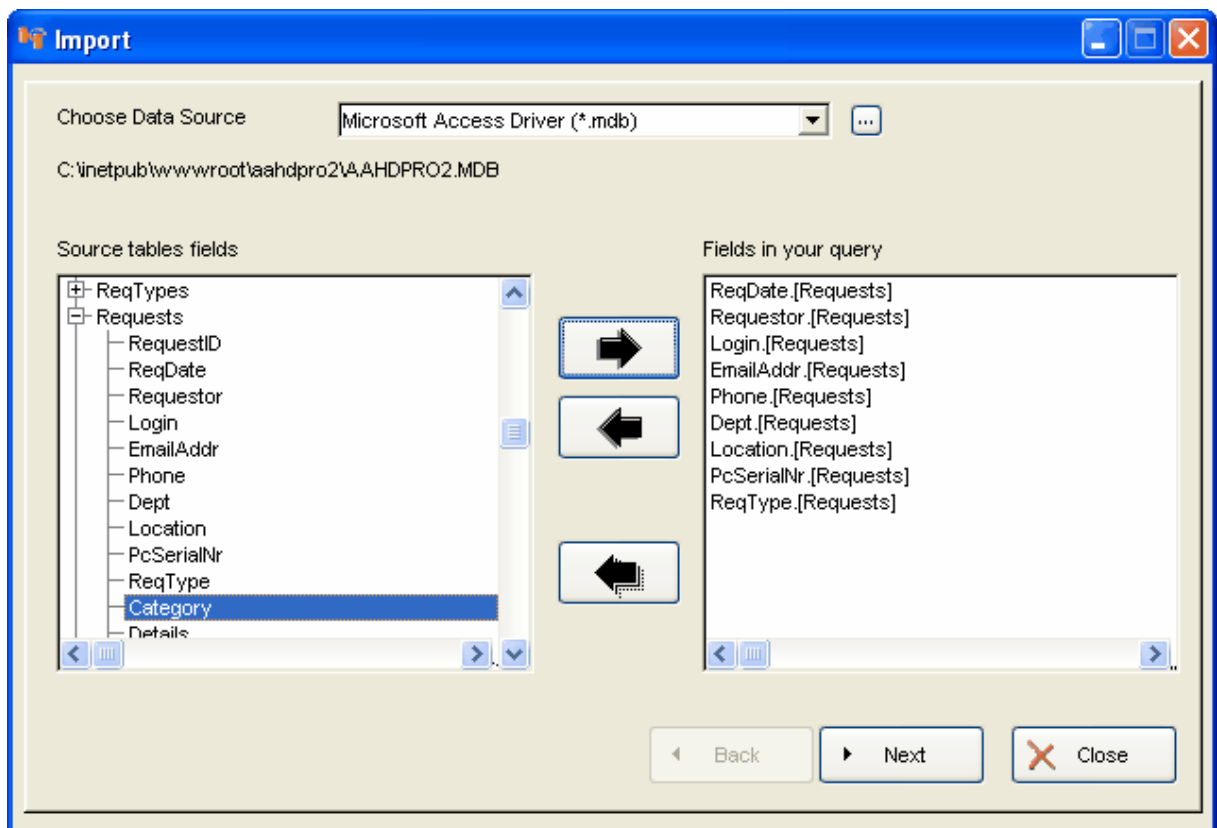 Import
Choose Data Source
Microsoft Access Driver (*.mdb)
...
C:\inetpub\wwwroot\aahdpro2\AAHDPRO2.MDB
Source tables fields
ReqTypes
Requests
RequestID
ReqDate
Requestor
Login
EmailAddr
Phone
Dept
Location
PcSerialNr
ReqType
Category
Details
Fields in your query
ReqDate.[Requests]
Requestor.[Requests]
Login.[Requests]
EmailAddr.[Requests]
Phone.[Requests]
Dept.[Requests]
Location.[Requests]
PcSerialNr.[Requests]
ReqType.[Requests]
Back
Next
Close